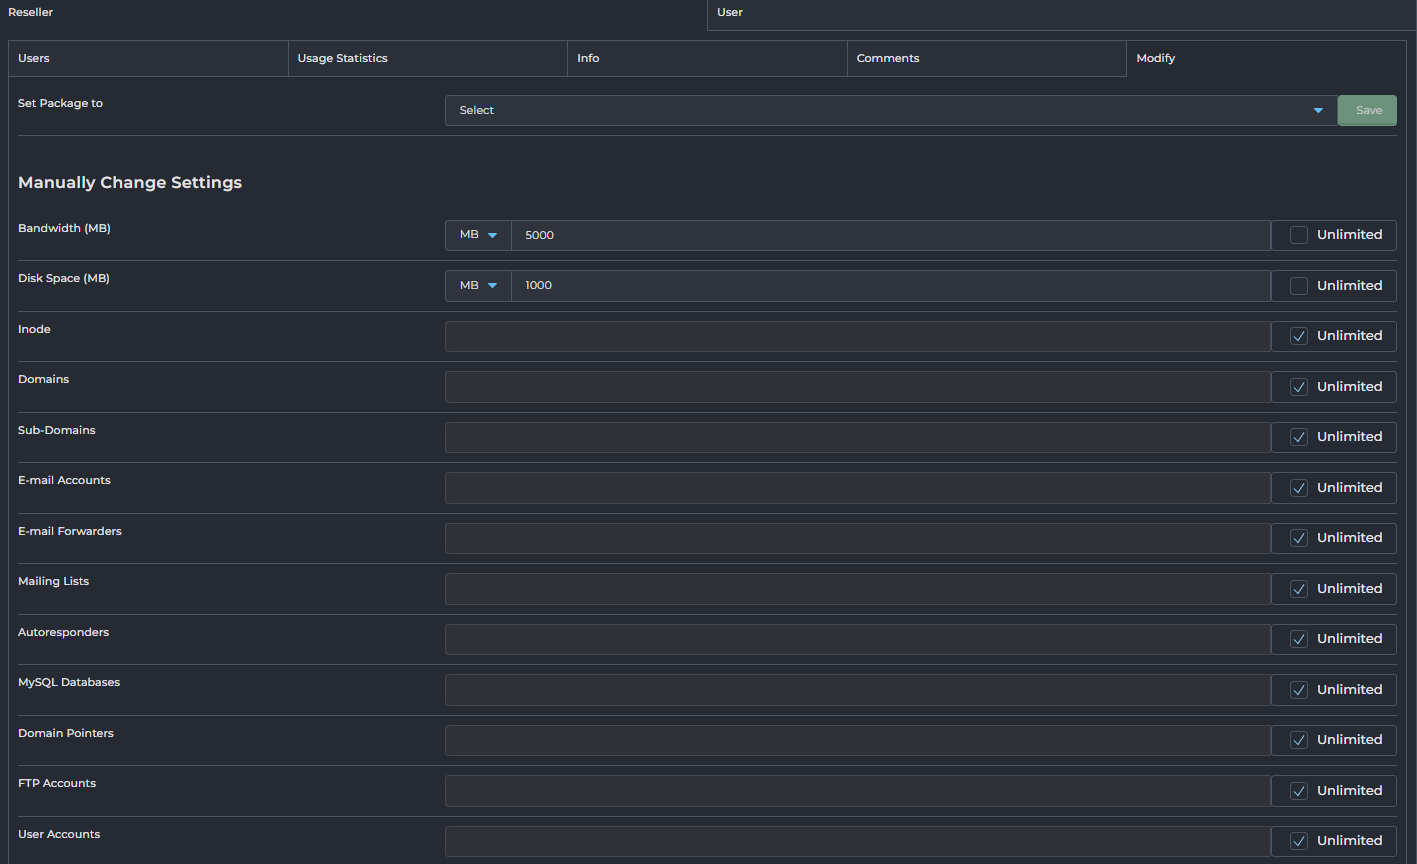 Reseller
User
Users
Usage Statistics
Info
Comments
Modify
Set Package to
Select
Save
Manually Change Settings
Bandwidth (MB)
MB
5000
Unlimited
Disk Space (MB)
MB
1000
Unlimited
Inode
Unlimited
Domains
Unlimited
Sub-Domains
Unlimited
E-mail Accounts
Unlimited
E-mail Forwarders
Unlimited
Mailing Lists
Unlimited
Autoresponders
Unlimited
MySQL Databases
Unlimited
Domain Pointers
Unlimited
FTP Accounts
Unlimited
User Accounts
Unlimited